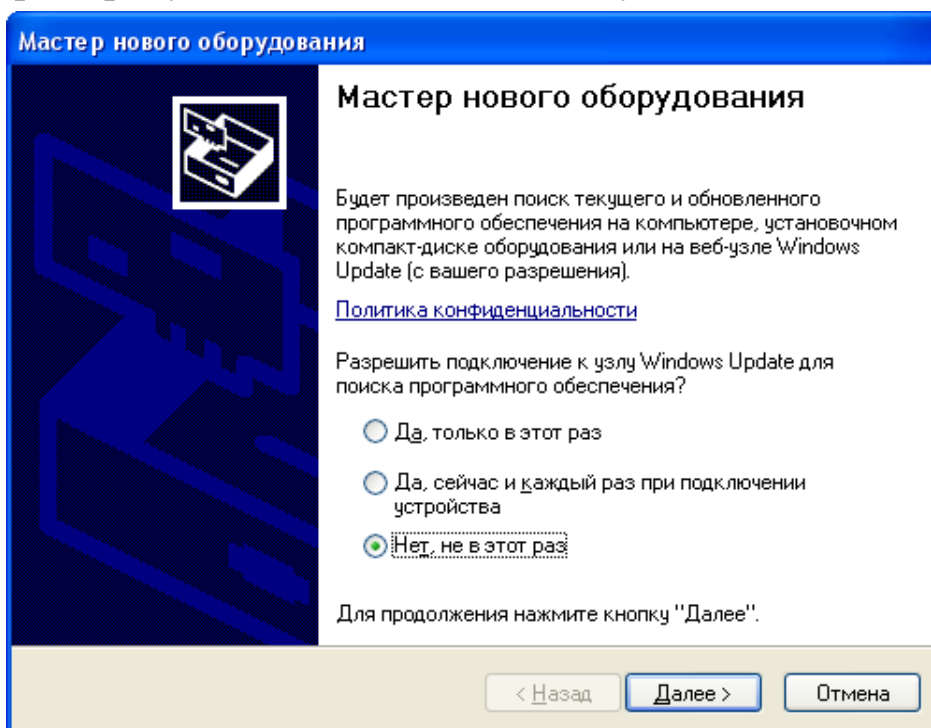 Мастер нового оборудования
Мастер нового оборудования
Будет произведен поиск текущего и обновленного
программного обеспечения на компьютере, установочном
компакт-диске оборудования или на веб-узле Windows
Update (с вашего разрешения).
Политика конфиденциальности
Разрешить подключение к узлу Windows Update для
поиска программного обеспечения?
Да, только в этот раз
Да, сейчас и каждый раз при подключении
устройства
Нет, не в этот раз
Для продолжения нажмите кнопку "Далее".
< Назад Далее > Отмена